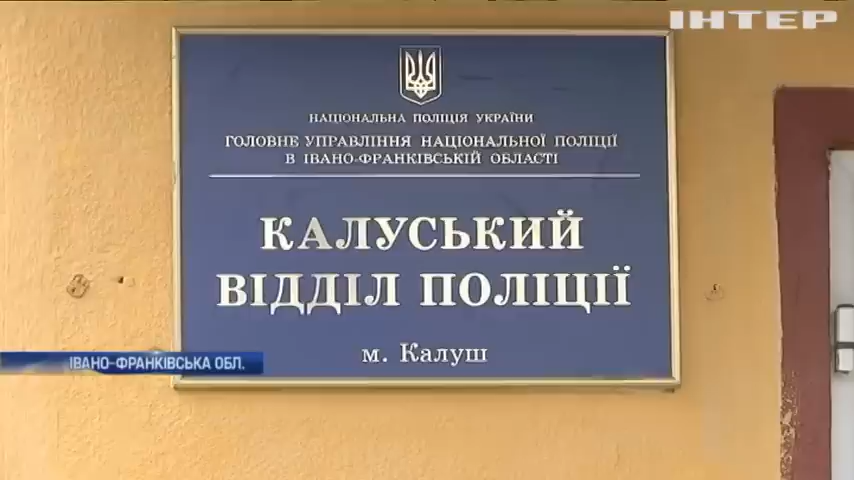 ІНТЕР
НАЦІОНАЛЬНА ПОЛІЦІЯ УКРАЇНИ
ГОЛОВНЕ УПРАВЛІННЯ НАЦІОНАЛЬНОЇ ПОЛІЦІЇ
В ІВАНО-ФРАНКІВСЬКІЙ ОБЛАСТІ
КАЛУСЬКИЙ
ВІДДІЛ ПОЛІЦІЇ
м. Калуш
ІВАНО-ФРАНКІВСЬКА ОБЛ.